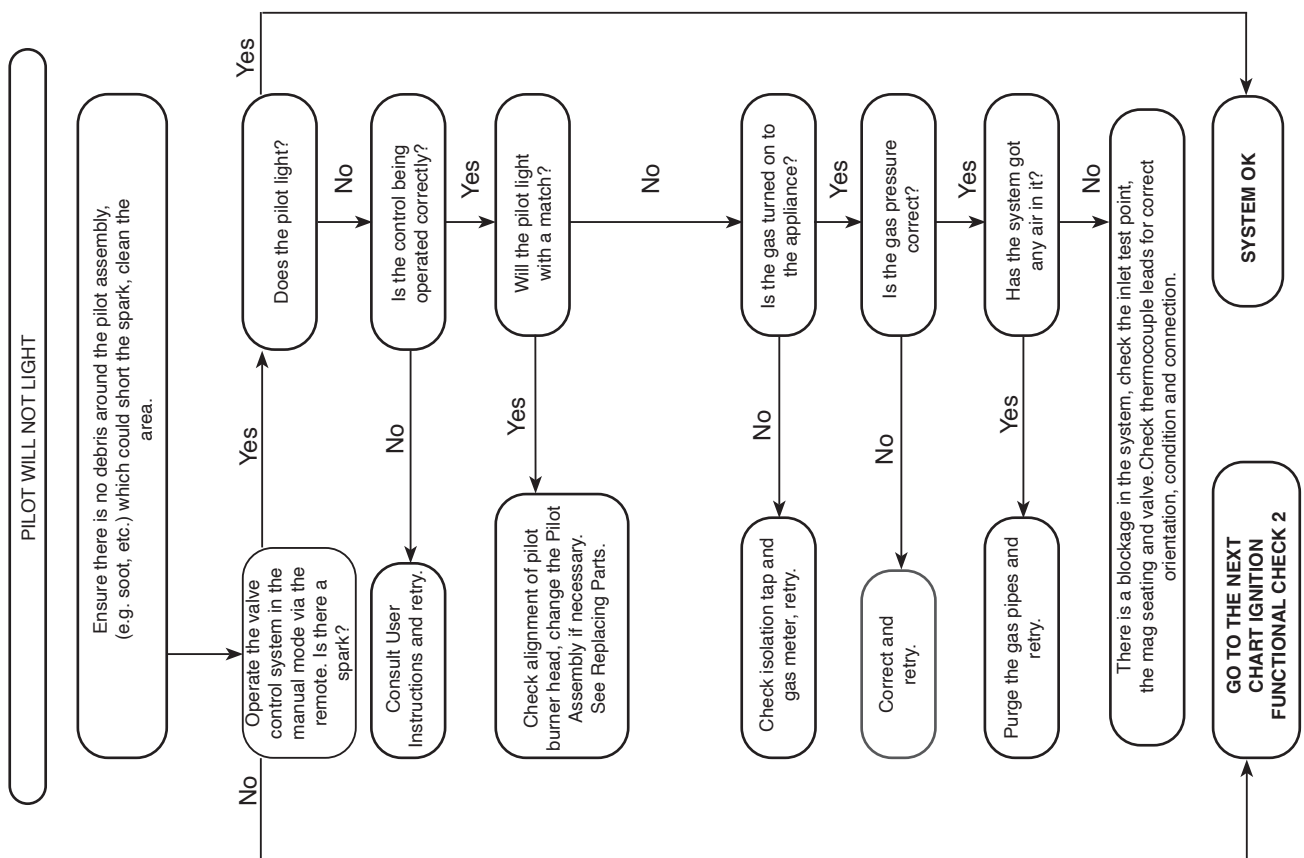 PILOT WILL NOT LIGHT
Ensure there is no debris around the pilot assembly,
(e.g. soot, etc.) which could short the spark, clean the
area.
Operate the valve
control system in the
manual mode via the
remote. Is there a
spark?
Yes
No
Does the pilot light?
Yes
No
Is the control being
operated correctly?
No
Consult User
Instructions and retry.
Yes
Will the pilot light
with a match?
Yes
Check alignment of pilot
burner head, change the Pilot
Assembly if necessary.
See Replacing Parts.
No
Is the gas turned on to
the appliance?
No
Check isolation tap and
gas meter, retry.
Yes
Is the gas pressure
correct?
No
Correct and
retry.
Yes
Has the system got
any air in it?
Yes
Purge the gas pipes and
retry.
No
There is a blockage in the system, check the inlet test point,
the mag seating and valve.Check thermocouple leads for correct
orientation, condition and connection.
GO TO THE NEXT
CHART IGNITION
FUNCTIONAL CHECK 2
SYSTEM OK